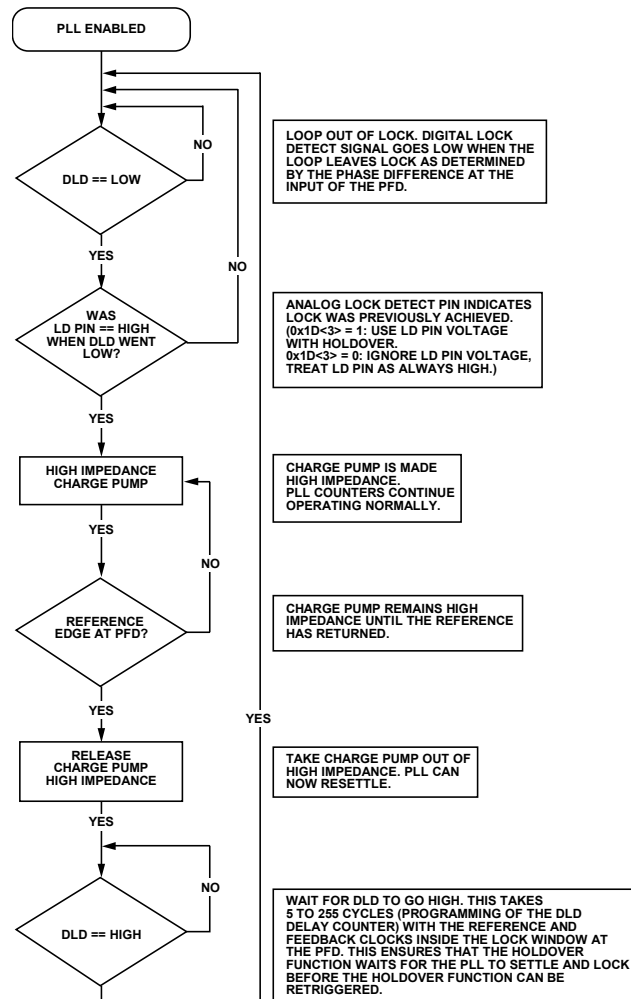 PLL ENABLED
NO
DLD == LOW
LOOP OUT OF LOCK. DIGITAL LOCK
DETECT SIGNAL GOES LOW WHEN THE
LOOP LEAVES LOCK AS DETERMINED
BY THE PHASE DIFFERENCE AT THE
INPUT OF THE PFD.
YES
NO
WAS
LD PIN == HIGH
WHEN DLD WENT
LOW?
ANALOG LOCK DETECT PIN INDICATES
LOCK WAS PREVIOUSLY ACHIEVED.
(0x1D<3> = 1: USE LD PIN VOLTAGE
WITH HOLDOVER.
0x1D<3> = 0: IGNORE LD PIN VOLTAGE,
TREAT LD PIN AS ALWAYS HIGH.)
YES
HIGH IMPEDANCE
CHARGE PUMP
CHARGE PUMP IS MADE
HIGH IMPEDANCE.
PLL COUNTERS CONTINUE
OPERATING NORMALLY.
YES
NO
REFERENCE
EDGE AT PFD?
CHARGE PUMP REMAINS HIGH
IMPEDANCE UNTIL THE REFERENCE
HAS RETURNED.
YES
YES
RELEASE
CHARGE PUMP
HIGH IMPEDANCE
TAKE CHARGE PUMP OUT OF
HIGH IMPEDANCE. PLL CAN
NOW RESETTLE.
YES
NO
DLD == HIGH
WAIT FOR DLD TO GO HIGH. THIS TAKES
5 TO 255 CYCLES (PROGRAMMING OF THE DLD
DELAY COUNTER) WITH THE REFERENCE AND
FEEDBACK CLOCKS INSIDE THE LOCK WINDOW AT
THE PFD. THIS ENSURES THAT THE HOLDOVER
FUNCTION WAITS FOR THE PLL TO SETTLE AND LOCK
BEFORE THE HOLDOVER FUNCTION CAN BE
RETRIGGERED.